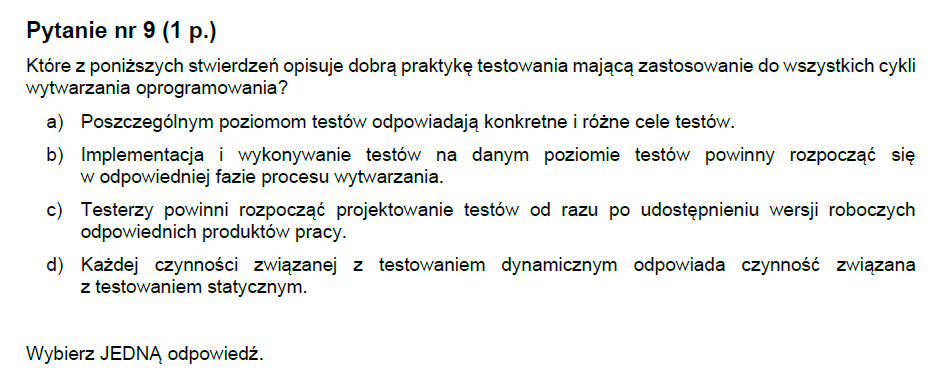 Pytanie nr 9 (1 p.)
Które z poniższych stwierdzeń opisuje dobrą praktykę testowania mającą zastosowanie do wszystkich cykli
wytwarzania oprogramowania?
a) Poszczególnym poziomom testów odpowiadają konkretne i różne cele testów.
b) Implementacja i wykonywanie testów na danym poziomie testów powinny rozpocząć się
w odpowiedniej fazie procesu wytwarzania.
c) Testerzy powinni rozpocząć projektowanie testów od razu po udostępnieniu wersji roboczych
odpowiednich produktów pracy.
d) Każdej czynności związanej z testowaniem dynamicznym odpowiada czynność związana
z testowaniem statycznym.
Wybierz JEDNĄ odpowiedź.